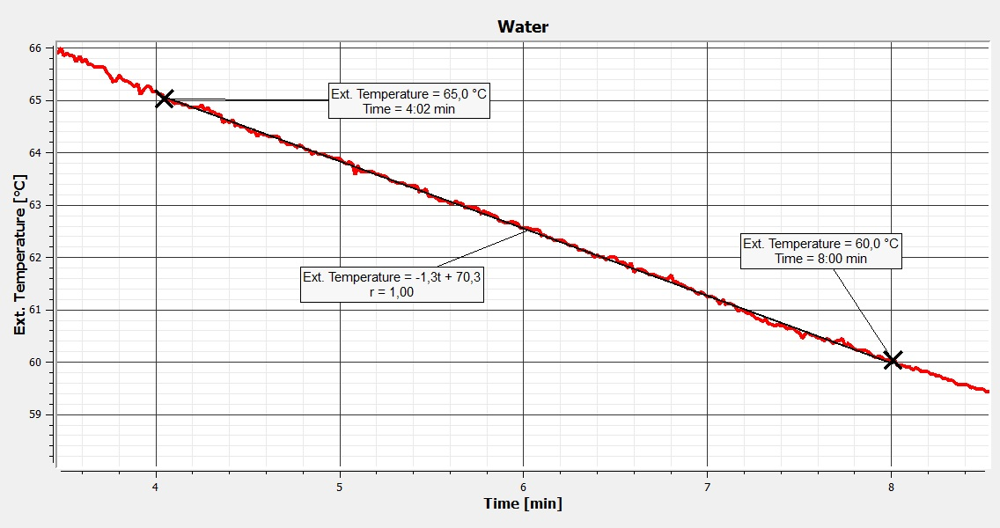 Water
Ext. Temperature [°C]
66
65
64
63
62
61
60
59
Ext. Temperature = 65,0 °C
Time = 4:02 min
Ext. Temperature = -1,3t + 70,3
r = 1,00
Ext. Temperature = 60,0 °C
Time = 8:00 min
4 5 6 7 8
Time [min]